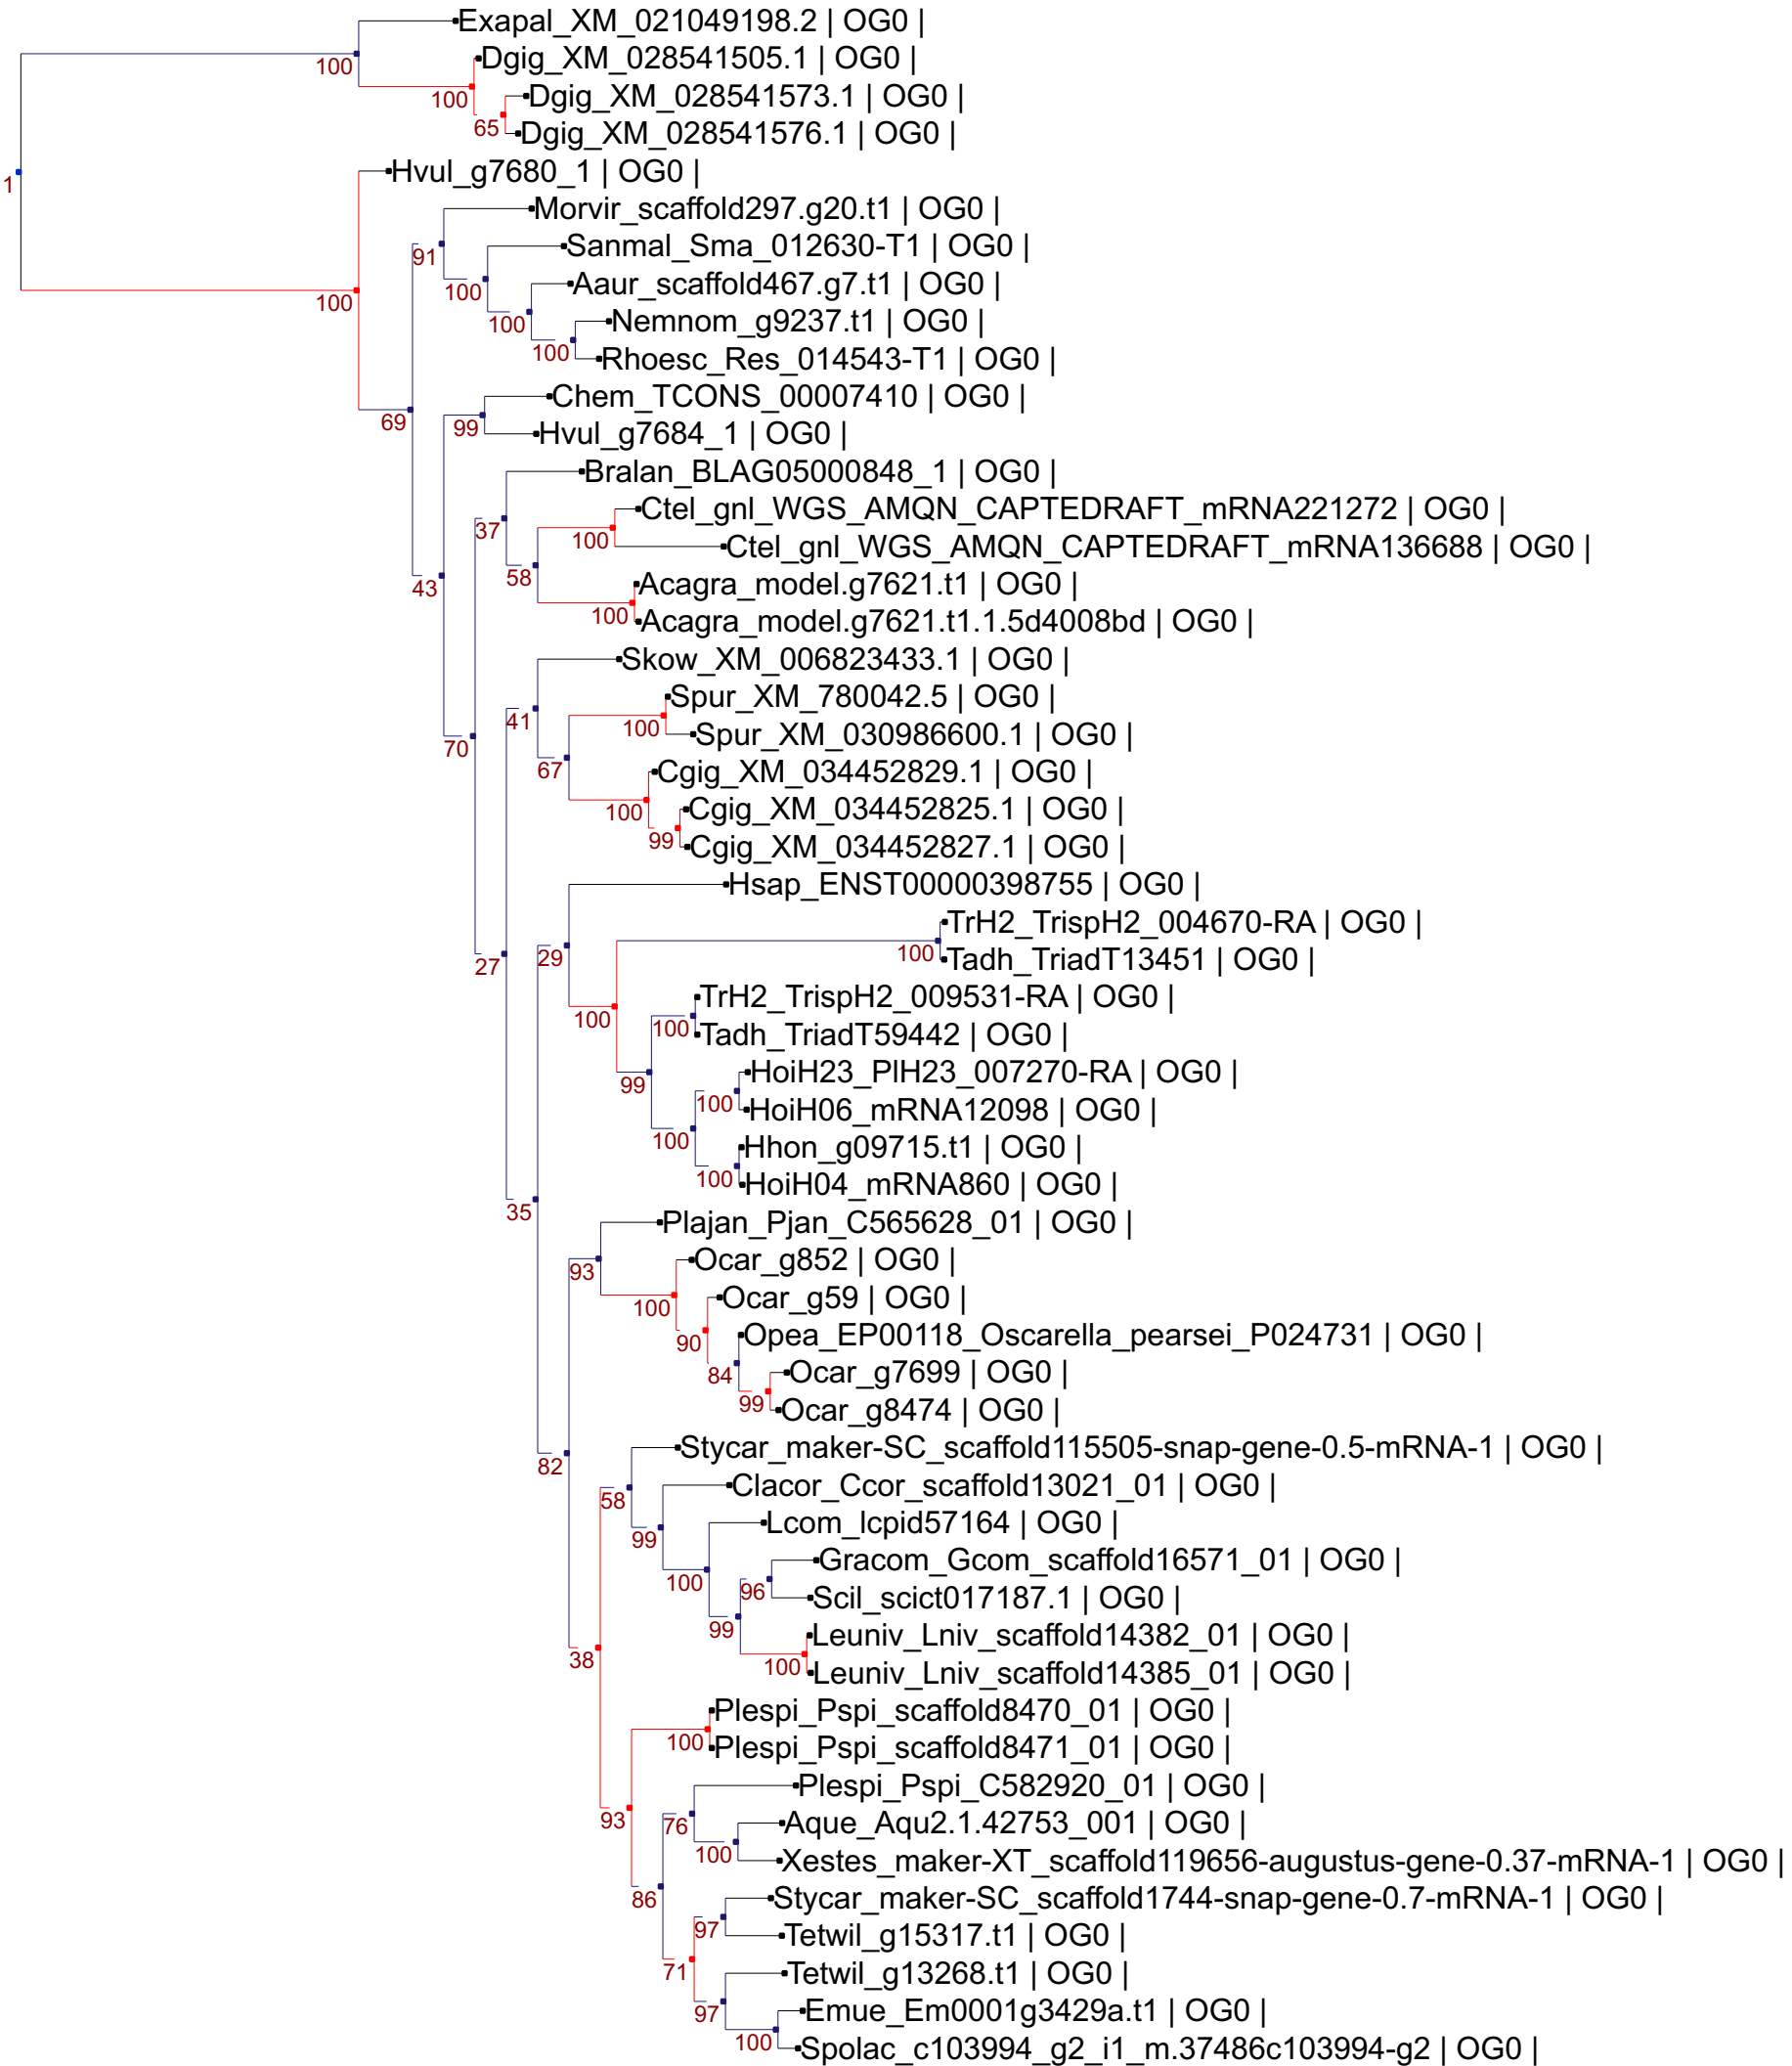 Exapal_XM_021049198.2 | OG0 |
100
Dgig_XM_028541505.1 | OG0 |
100
Dgig_XM_028541573.1 | OG0 |
65
Dgig_XM_028541576.1 | OG0 |
1
Hvul_g7680_1 | OG0 |
Morvir_scaffold297.g20.t1 | OG0 |
91
Sanmal_Sma_012630-T1 | OG0 |
100
100
Aaur_scaffold467.g7.t1 | OG0 |
100
Nemnom_g9237.t1 | OG0 |
100
Rhoesc_Res_014543-T1 | OG0 |
Chem_TCONS_00007410 | OG0 |
69
99
Hvul_g7684_1 | OG0 |
Bralan_BLAG05000848_1 | OG0 |
Ctel_gnl_WGS_AMQN_CAPTEDRAFT_mRNA221272 | OG0 |
37
100
Ctel_gnl_WGS_AMQN_CAPTEDRAFT_mRNA136688 | OG0 |
43
58
Acagra_model.g7621.t1 | OG0 |
100
Acagra_model.g7621.t1.1.5d4008bd | OG0 |
Skow_XM_006823433.1 | OG0 |
Spur_XM_780042.5 | OG0 |
41
100
Spur_XM_030986600.1 | OG0 |
70
67
Cgig_XM_034452829.1 | OG0 |
100
Cgig_XM_034452825.1 | OG0 |
99
Cgig_XM_034452827.1 | OG0 |
Hsap_ENST00000398755 | OG0 |
TrH2_TrispH2_004670-RA | OG0 |
27
29
100
Tadh_TriadT13451 | OG0 |
TrH2_TrispH2_009531-RA | OG0 |
100
100
Tadh_TriadT59442 | OG0 |
99
HoiH23_PlH23_007270-RA | OG0 |
100
HoiH06_mRNA12098 | OG0 |
100
Hhon_g09715.t1 | OG0 |
100
HoiH04_mRNA860 | OG0 |
35
Plajan_Pjan_C565628_01 | OG0 |
93
Ocar_g852 | OG0 |
100
Ocar_g59 | OG0 |
90
Opea_EP00118_Oscarella_pearsei_P024731 | OG0 |
84
Ocar_g7699 | OG0 |
99
Ocar_g8474 | OG0 |
82
Stycar_maker-SC_scaffold115505-snap-gene-0.5-mRNA-1 | OG0 |
58
Clacor_Ccor_scaffold13021_01 | OG0 |
99
Lcom_lcpid57164 | OG0 |
100
Gracom_Gcom_scaffold16571_01 | OG0 |
96
Scil_scict017187.1 | OG0 |
99
Leuniv_Lniv_scaffold14382_01 | OG0 |
38
100
Leuniv_Lniv_scaffold14385_01 | OG0 |
Plespi_Pspi_scaffold8470_01 | OG0 |
100
Plespi_Pspi_scaffold8471_01 | OG0 |
Plespi_Pspi_C582920_01 | OG0 |
93
76
Aque_Aqu2.1.42753_001 | OG0 |
100
Xestes_maker-XT_scaffold119656-augustus-gene-0.37-mRNA-1 | OG0 |
86
Stycar_maker-SC_scaffold1744-snap-gene-0.7-mRNA-1 | OG0 |
97
Tetwil_g15317.t1 | OG0 |
71
Tetwil_g13268.t1 | OG0 |
97
Emue_Em0001g3429a.t1 | OG0 |
100
Spolac_c103994_g2_i1_m.37486c103994-g2 | OG0 |